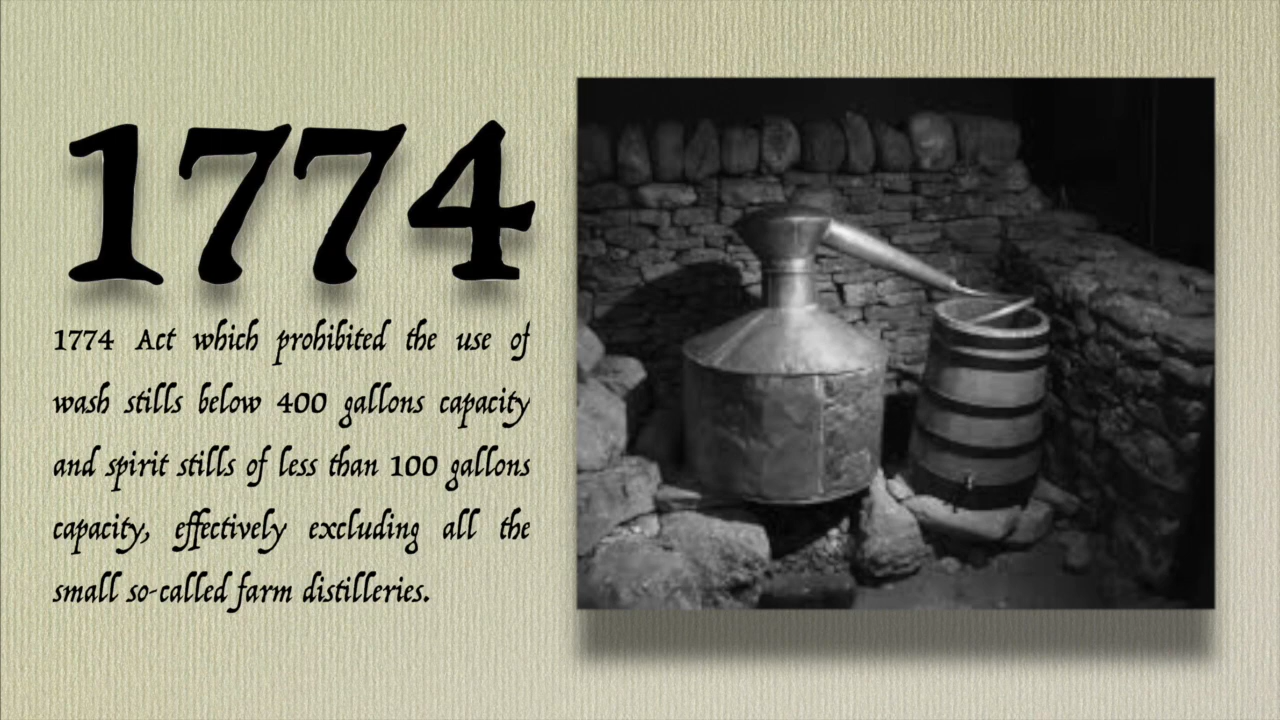 1774
1774 Act which prohibited the use of
wash stills below 400 gallons capacity
and spirit stills of less than 100 gallons
capacity, effectively excluding all the
small so-called farm distilleries.